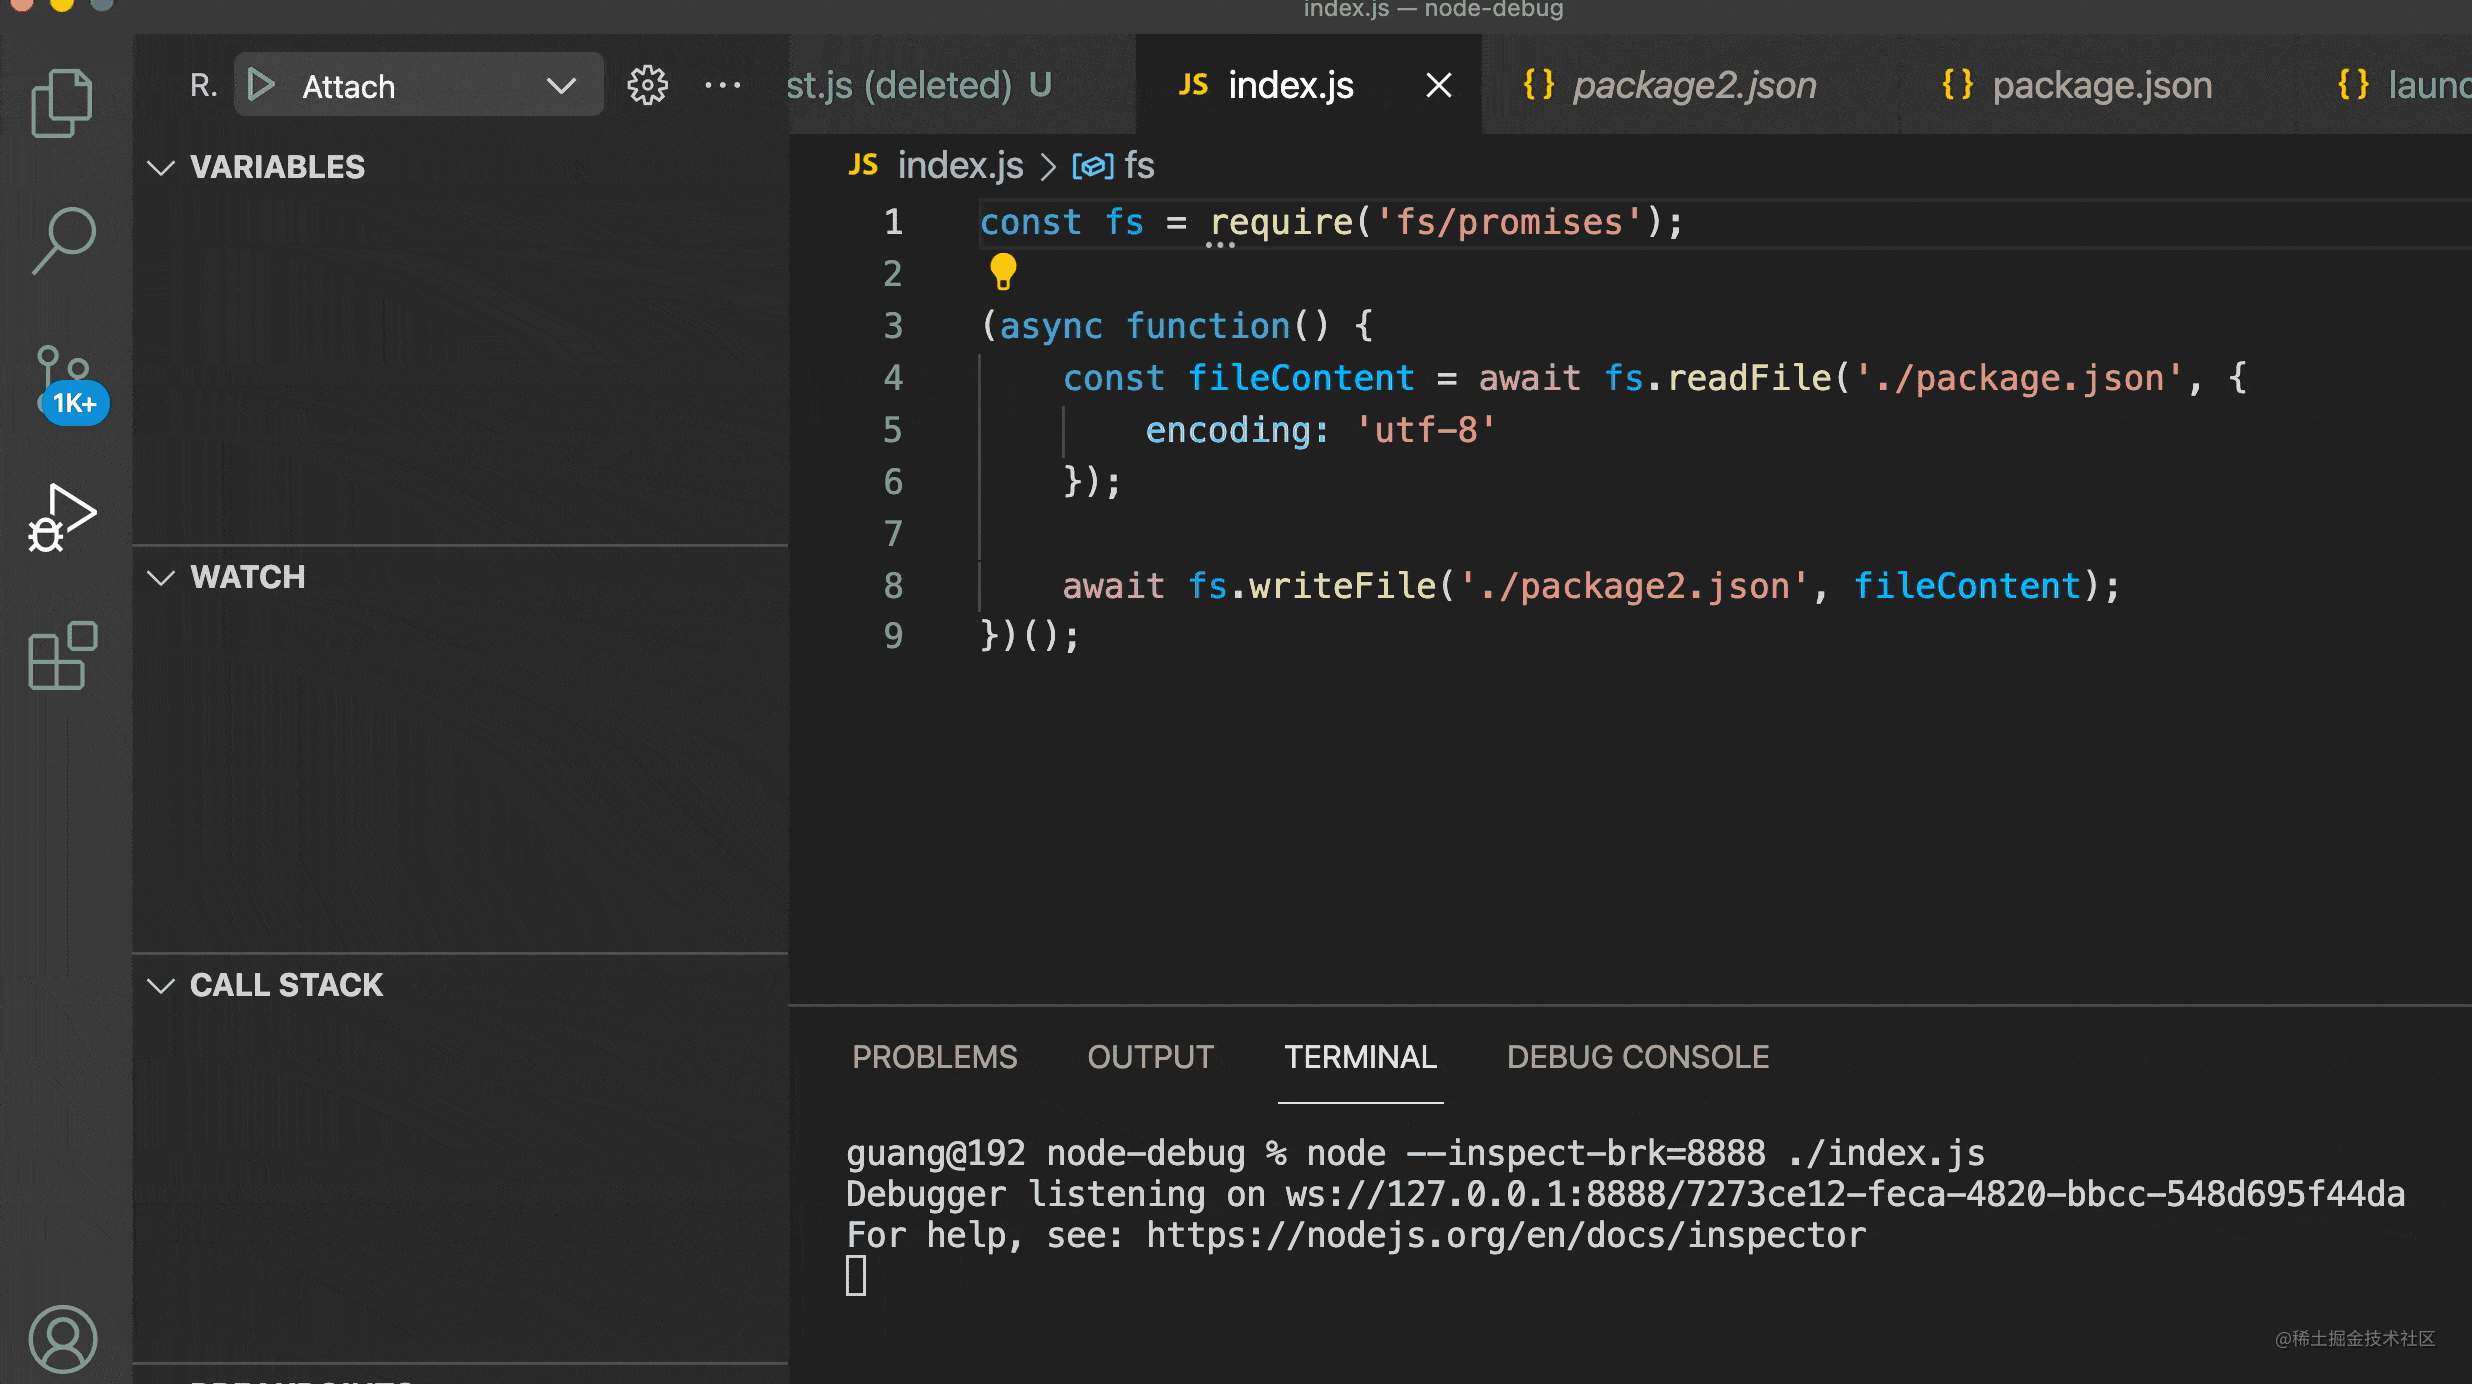 index.js — node-debug
R. Attach
st.js (deleted) U
JS index.js
{} package2.json
{} package.json
{} launc
VARIABLES
WATCH
CALL STACK
1K+
JS index.js > fs
1 const fs = require('fs/promises');
2
3 (async function() {
4 const fileContent = await fs.readFile('./package.json', {
5 encoding: 'utf-8'
6 });
7
8 await fs.writeFile('./package2.json', fileContent);
9 })();
PROBLEMS OUTPUT TERMINAL DEBUG CONSOLE
guang@192 node-debug % node --inspect-brk=8888 ./index.js
Debugger listening on ws://127.0.0.1:8888/7273ce12-feca-4820-bbcc-548d695f44da
For help, see: https://nodejs.org/en/docs/inspector
@稀土掘金技术社区